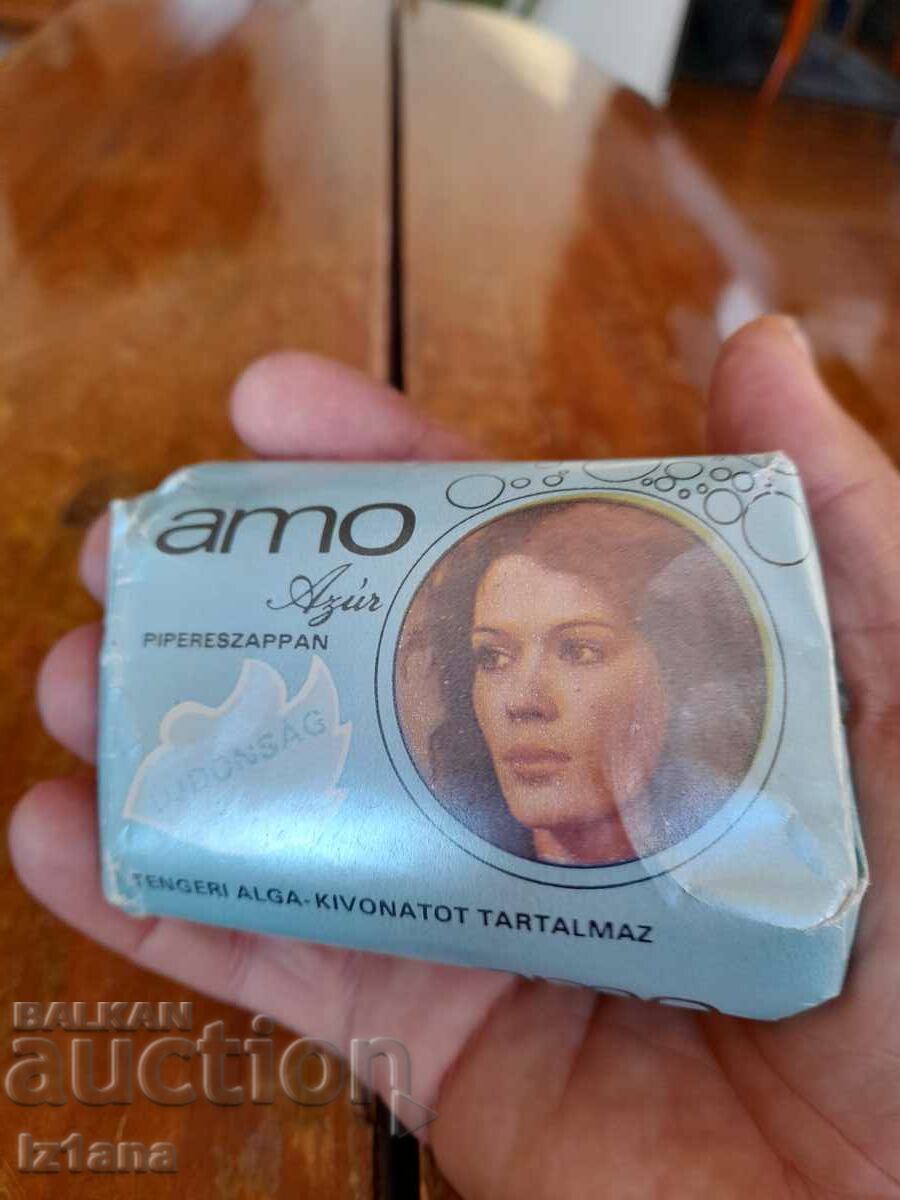 amo
Azúr
PIPERESZAPPAN
ÚJDONSÁG
TENGERI ALGA-KIVONATOT TARTALMAZ
BALKAN
auction
Iz1ana